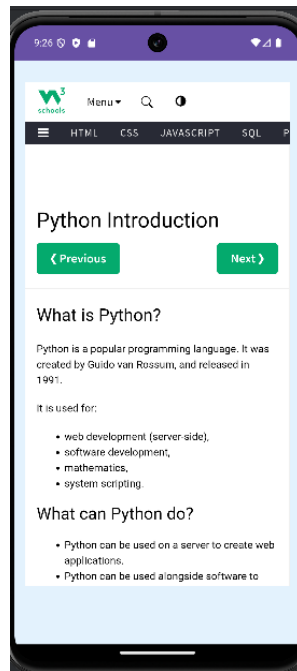 9:26
W3
schools
Menu
HTML CSS JAVASCRIPT SQL P
Python Introduction
❮ Previous Next ❯
What is Python?
Python is a popular programming language. It was
created by Guido van Rossum, and released in
1991.
It is used for:
• web development (server-side),
• software development,
• mathematics,
• system scripting.
What can Python do?
• Python can be used on a server to create web
applications.
• Python can be used alongside software to